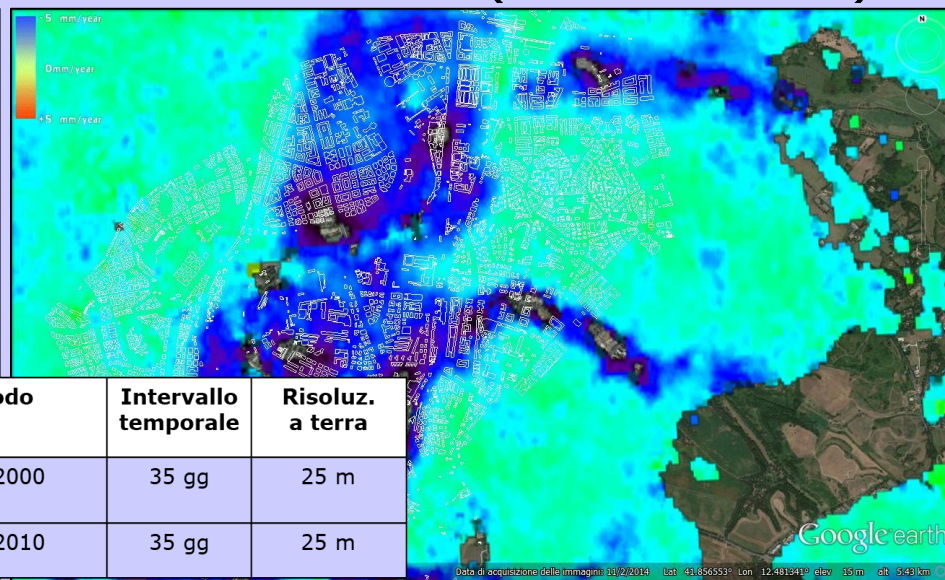 -5 mm/year
0mm/year
+5 mm/year
N
odo Intervallo temporale Risoluz. a terra
2000 35 gg 25 m
2010 35 gg 25 m
Google earth
Data di acquisizione delle immagini: 11/2/2014 Lat 41.856553° Lon 12.481341° elev 15 m alt 5.43 km